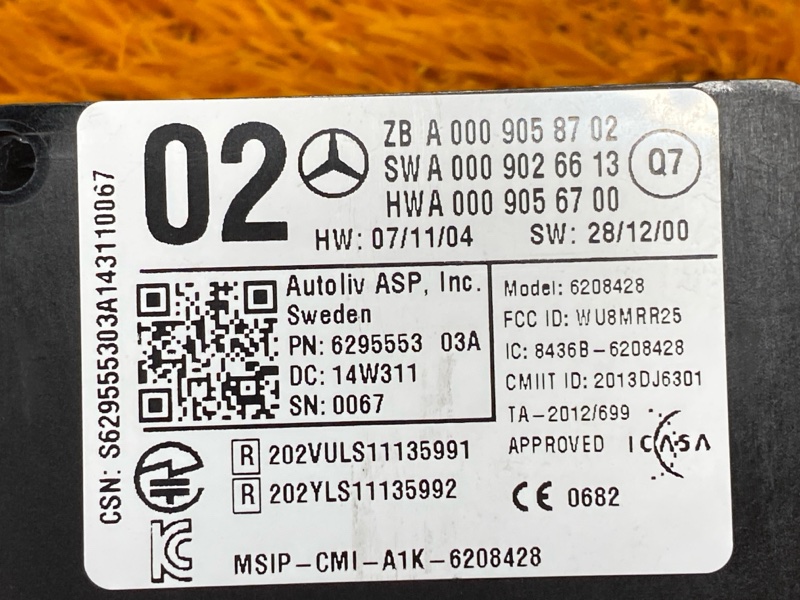 02
ZB A 000 905 87 02
SW A 000 902 66 13
HW A 000 905 67 00
Q7
HW: 07/11/04 SW: 28/12/00
Autoliv ASP, Inc.
Sweden
PN: 6295553 03A
DC: 14W311
SN: 0067
Model: 6208428
FCC ID: WU8MRR25
IC: 8436B-6208428
CMIIT ID: 2013DJ6301
TA-2012/699
APPROVED ICASA
R 202VULS11135991
R 202YLS11135992
CE 0682
MSIP-CMI-A1K-6208428
CSN: S629555303A143110067